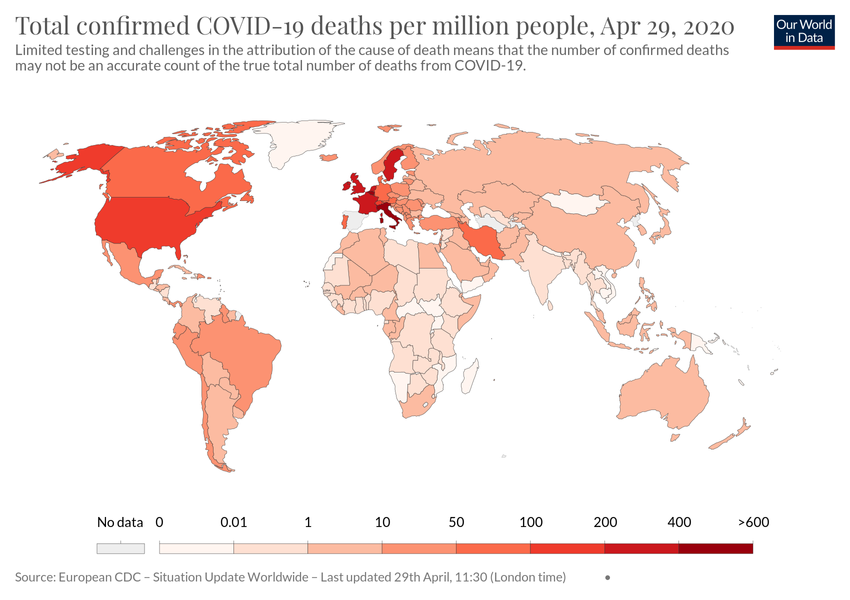 Total confirmed COVID-19 deaths per million people, Apr 29, 2020
Our World
in Data
Limited testing and challenges in the attribution of the cause of death means that the number of confirmed deaths
may not be an accurate count of the true total number of deaths from COVID-19.
No data 0 0.01 1 10 50 100 200 400 >600
Source: European CDC – Situation Update Worldwide – Last updated 29th April, 11:30 (London time) •